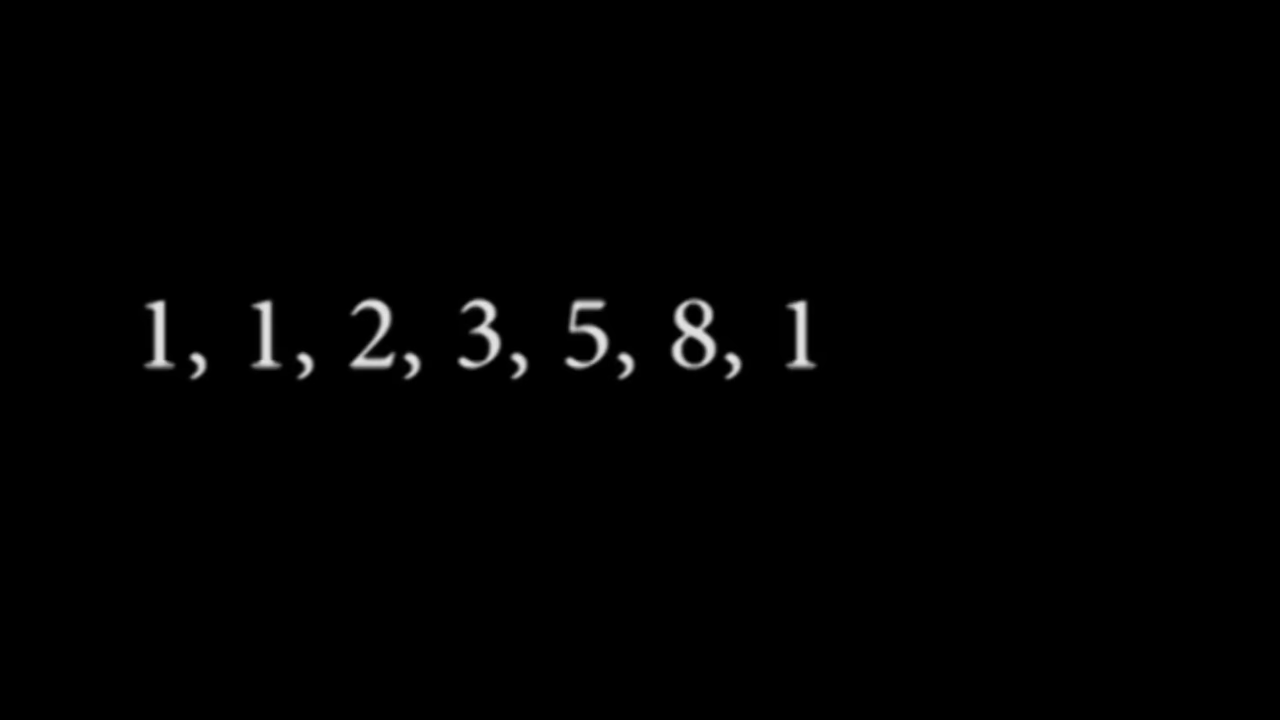 1, 1, 2, 3, 5, 8, 1